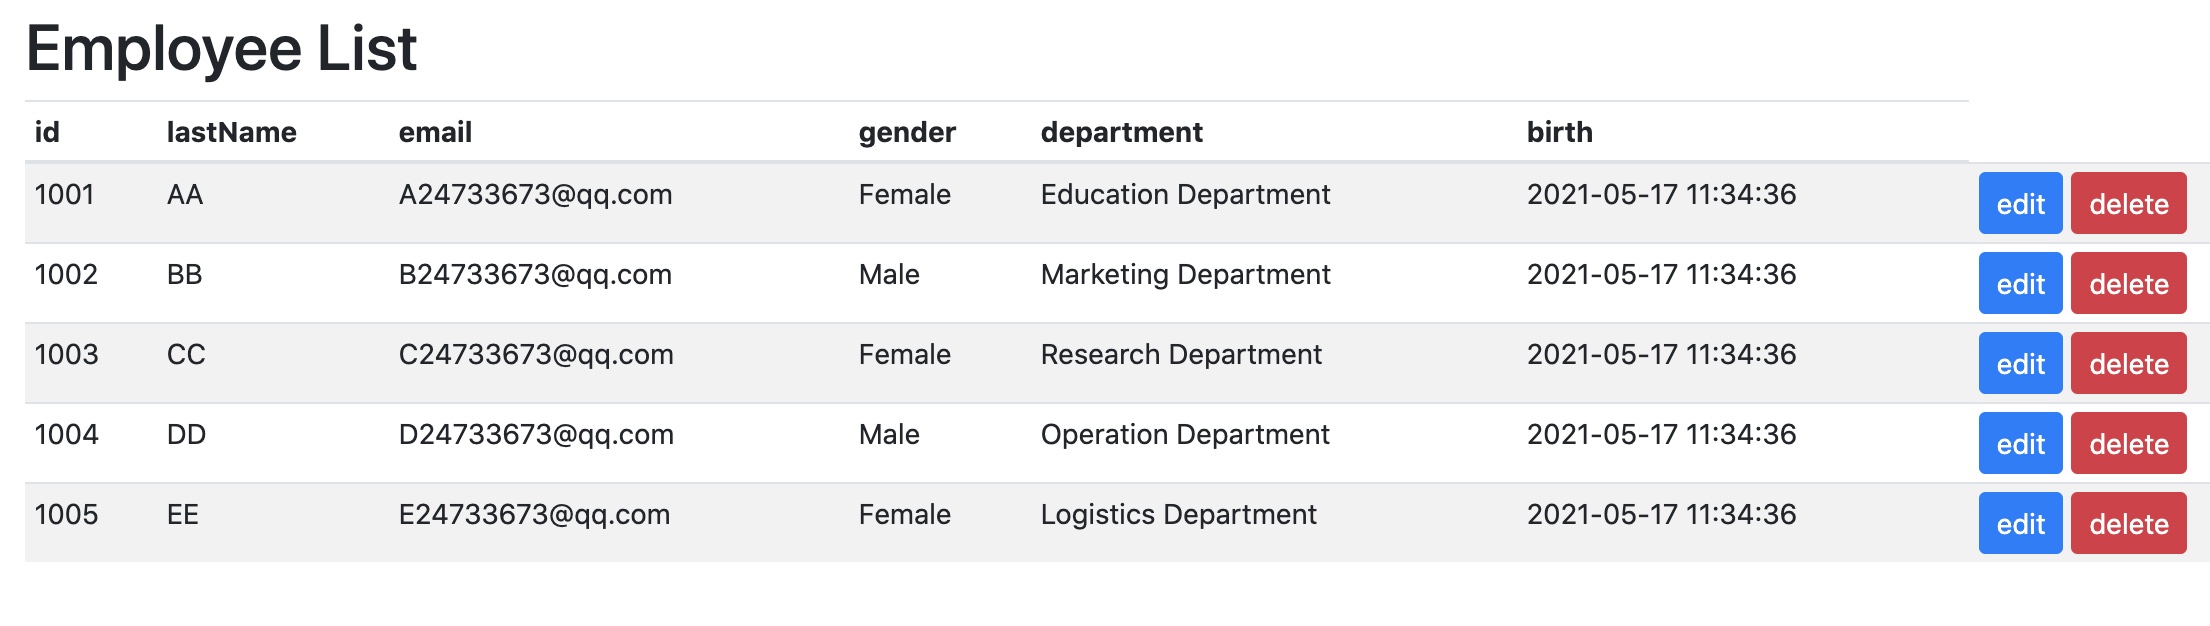 Employee List
id lastName email gender department birth
1001 AA A24733673@qq.com Female Education Department 2021-05-17 11:34:36 edit delete
1002 BB B24733673@qq.com Male Marketing Department 2021-05-17 11:34:36 edit delete
1003 CC C24733673@qq.com Female Research Department 2021-05-17 11:34:36 edit delete
1004 DD D24733673@qq.com Male Operation Department 2021-05-17 11:34:36 edit delete
1005 EE E24733673@qq.com Female Logistics Department 2021-05-17 11:34:36 edit delete